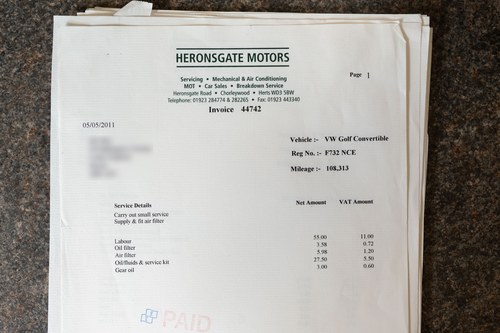 HERONSGATE MOTORS
Servicing • Mechanical & Air Conditioning
MOT • Car Sales • Breakdown Service
Heronsgate Road • Chorleywood • Herts WD3 5BW
Telephone: 01923 284774 & 282265 • Fax: 01923 443340
Page 1
Invoice 44742
05/05/2011
Vehicle :- VW Golf Convertible
Reg No. :- F732 NCE
Mileage :- 108,313
Service Details Net Amount VAT Amount
Carry out small service
Supply & fit air filter
Labour 55.00 11.00
Oil filter 3.58 0.72
Air filter 5.98 1.20
Oil/fluids & service kit 27.50 5.50
Gear oil 3.00 0.60
PAID